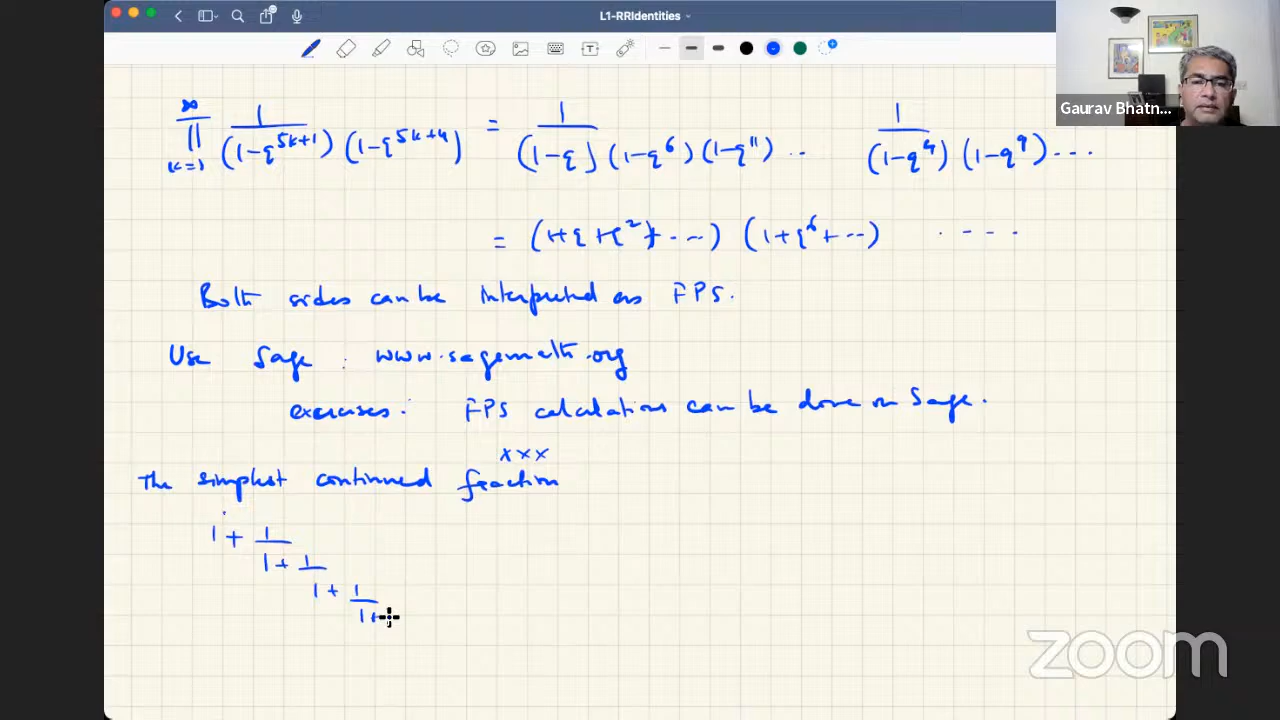 L1-RRIdentities
Gaurav Bhatn...
∞ ∏ k=0 1/(1-q^{5k+1})(1-q^{5k+4}) = 1/(1-q)(1-q^6)(1-q^{11})... 1/(1-q^4)(1-q^9)...
= (1+q+q^2+...) (1+q^6+...) ....
Both sides can be interpreted as FPS.
Use Sage : www.sagemath.org
exercises: FPS calculations can be done on Sage.
xxx
The simplest continued fraction
1 + 1
1 + 1
1 + 1
1+
zoom